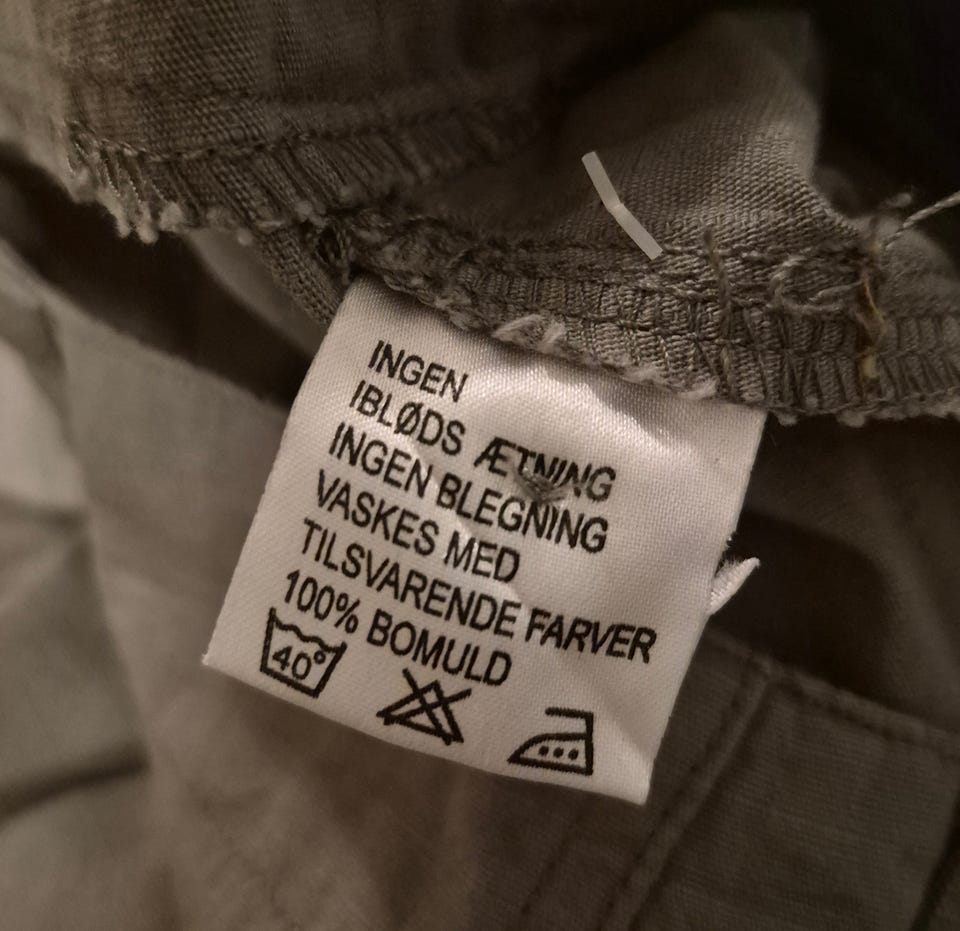 INGEN
IBLØDS ÆTNING
INGEN BLEGNING
VASKES MED
TILSVARENDE FARVER
100% BOMULD
40°